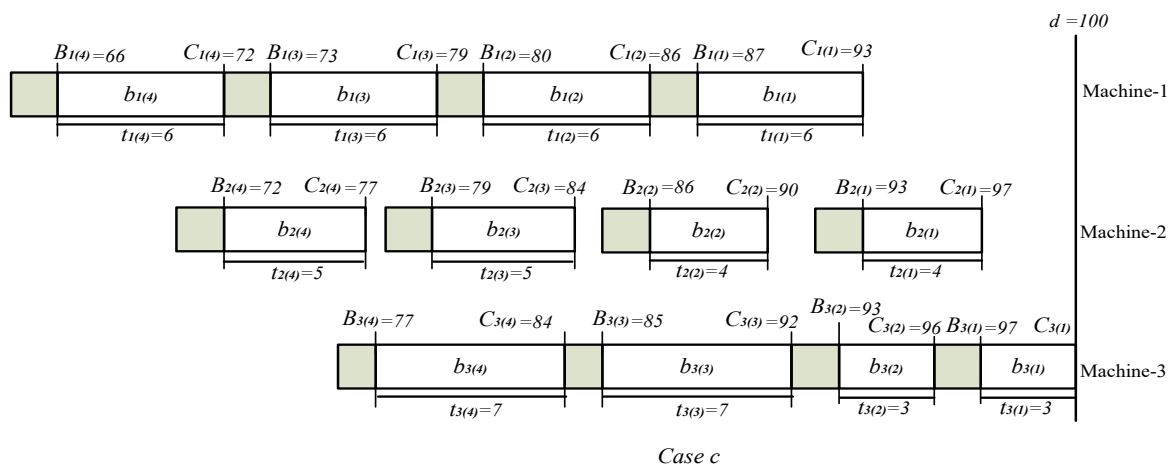 d =100
B1(4)=66 C1(4)=72 B1(3)=73 C1(3)=79 B1(2)=80 C1(2)=86 B1(1)=87 C1(1)=93
b1(4) b1(3) b1(2) b1(1) Machine-1
t1(4)=6 t1(3)=6 t1(2)=6 t1(1)=6
B2(4)=72 C2(4)=77 B2(3)=79 C2(3)=84 B2(2)=86 C2(2)=90 B2(1)=93 C2(1)=97
b2(4) b2(3) b2(2) b2(1) Machine-2
t2(4)=5 t2(3)=5 t2(2)=4 t2(1)=4
B3(4)=77 C3(4)=84 B3(3)=85 C3(3)=92 B3(2)=93 C3(2)=96 B3(1)=97 C3(1)
b3(4) b3(3) b3(2) b3(1) Machine-3
t3(4)=7 t3(3)=7 t3(2)=3 t3(1)=3
Case c